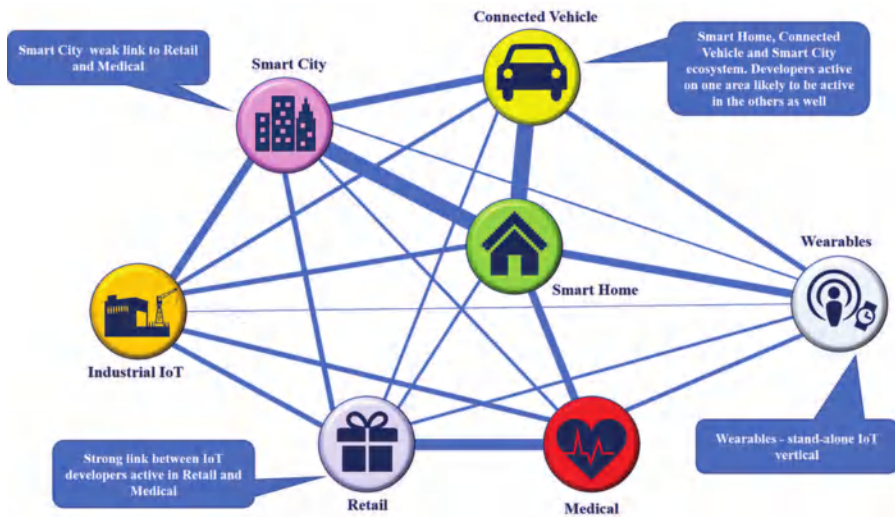 Connected Vehicle
Smart City weak link to Retail
and Medical
Smart Home, Connected
Vehicle and Smart City
ecosystem. Developers active
on one area likely to be active
in the others as well
Smart City
Wearables
Smart Home
Industrial IoT
Wearables - stand-alone IoT
vertical
Strong link between IoT
developers active in Retail and
Medical
Retail
Medical